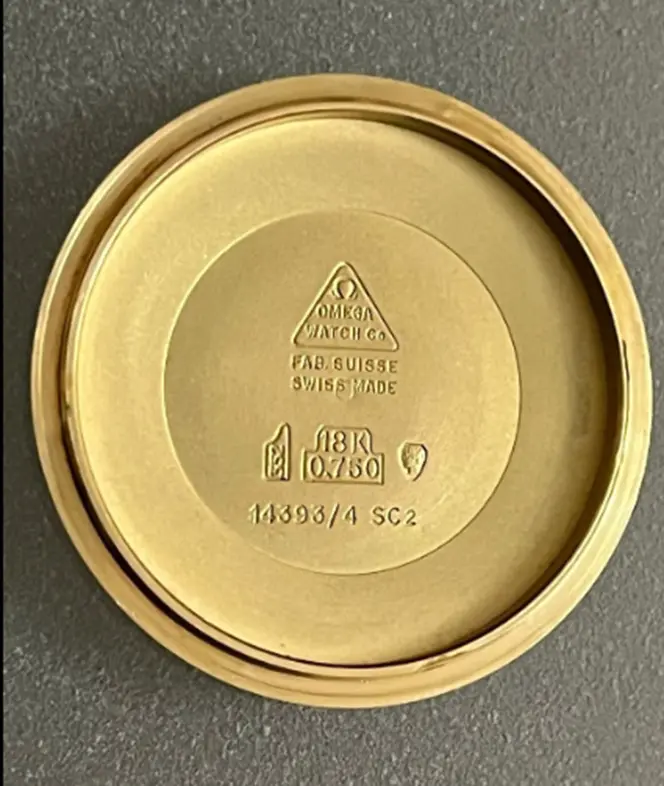 Ω
OMEGA
WATCH Co
FAB. SUISSE
SWISS MADE
18K
0.750
14393/4 SC2